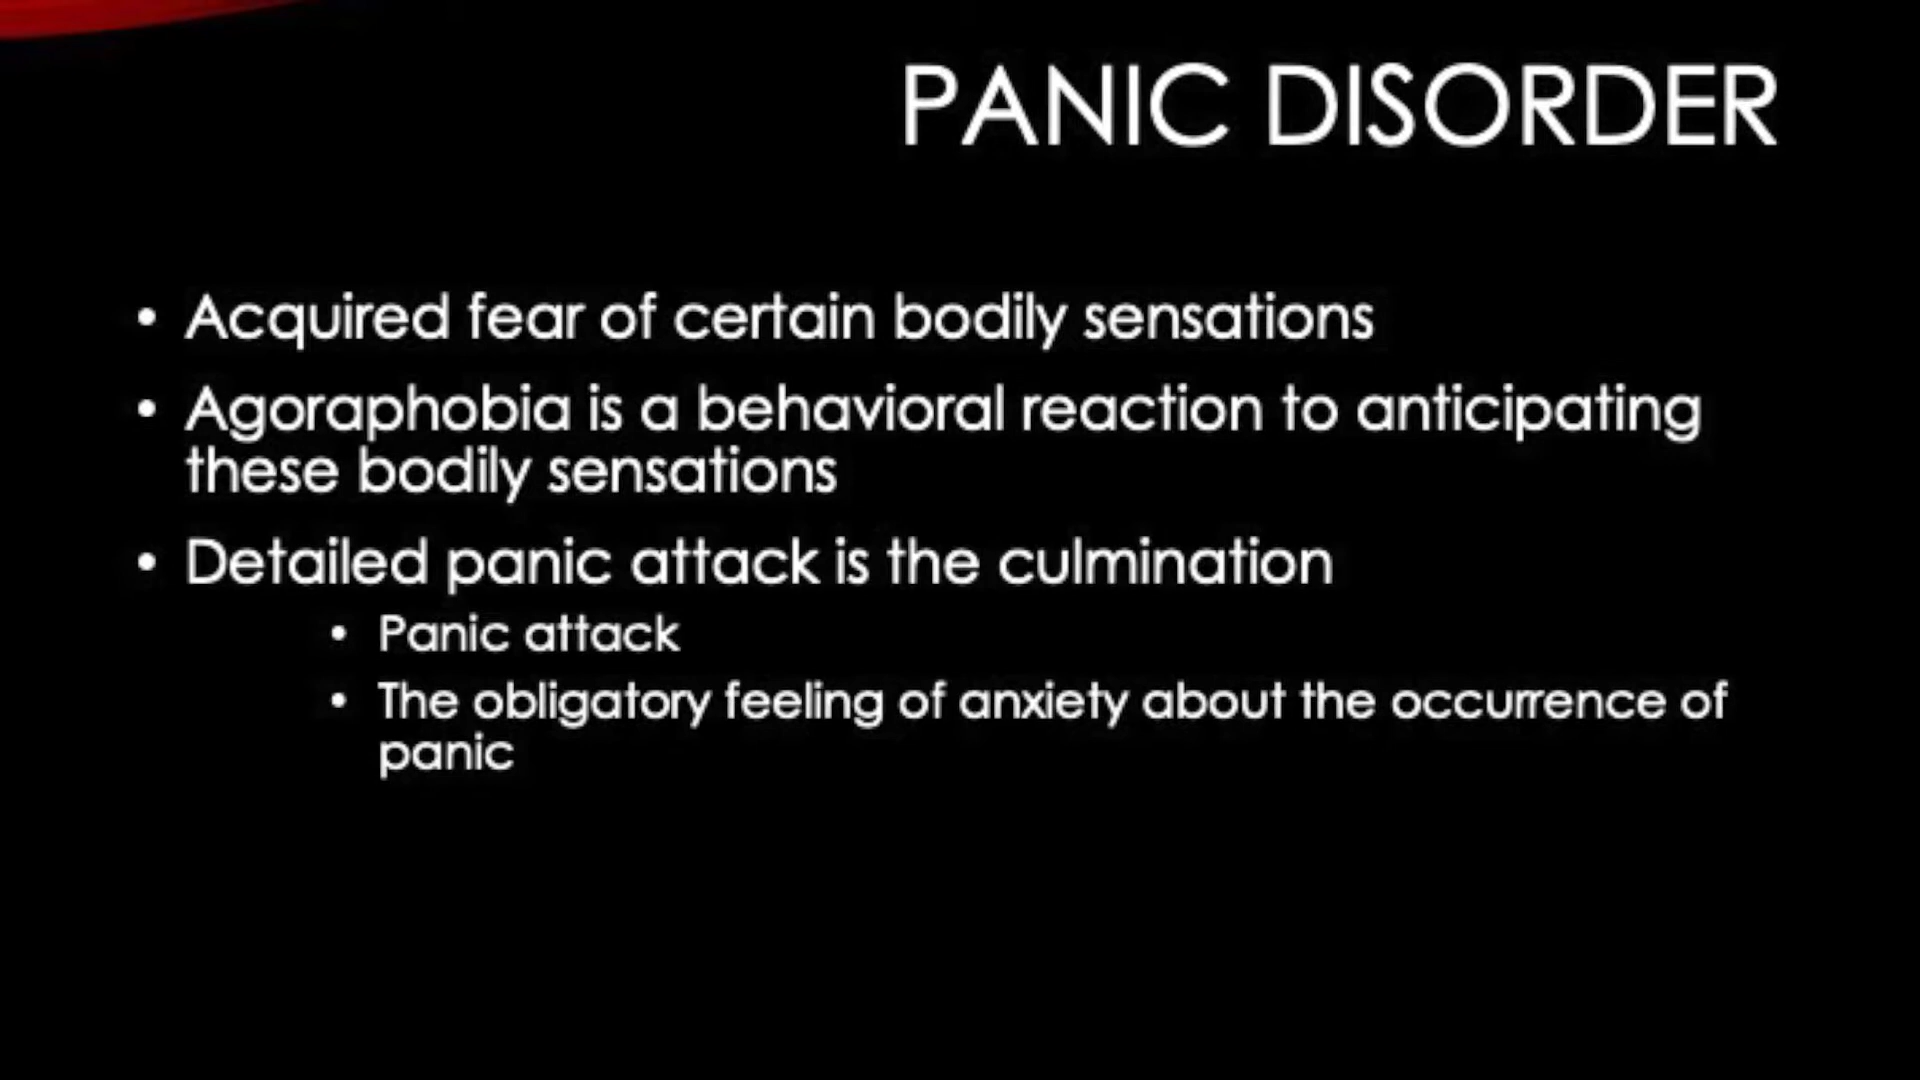 PANIC DISORDER
• Acquired fear of certain bodily sensations
• Agoraphobia is a behavioral reaction to anticipating
these bodily sensations
• Detailed panic attack is the culmination
• Panic attack
• The obligatory feeling of anxiety about the occurrence of
panic